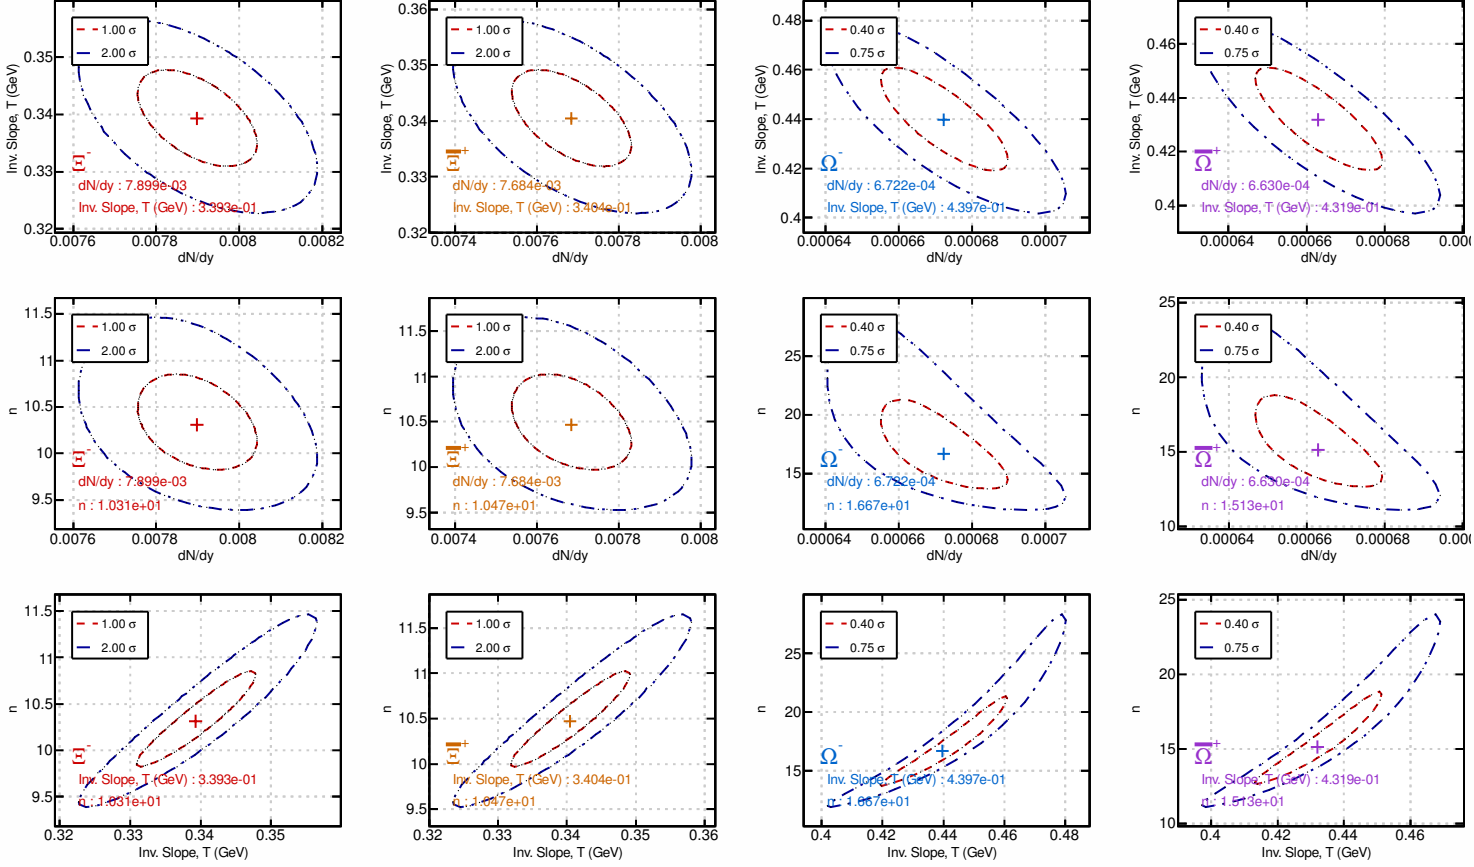 Inv. Slope, T (GeV)
0.35
0.34
0.33
0.32
1.00 σ
2.00 σ
Ξ-
dN/dy : 7.899e-03
Inv. Slope, T (GeV) : 3.393e-01
0.0076
0.0078
0.008
0.0082
dN/dy
Inv. Slope, T (GeV)
0.36
0.35
0.34
0.33
0.32
1.00 σ
2.00 σ
Ξ̅+
dN/dy : 7.684e-03
Inv. Slope, T (GeV) : 3.404e-01
0.0074
0.0076
0.0078
0.008
dN/dy
Inv. Slope, T (GeV)
0.48
0.46
0.44
0.42
0.4
0.40 σ
0.75 σ
Ω-
dN/dy : 6.722e-04
Inv. Slope, T (GeV) : 4.397e-01
0.00064
0.00066
0.00068
0.0007
dN/dy
Inv. Slope, T (GeV)
0.46
0.44
0.42
0.4
0.40 σ
0.75 σ
Ω̅+
dN/dy : 6.630e-04
Inv. Slope, T (GeV) : 4.319e-01
0.00064
0.00066
0.00068
dN/dy
n
11.5
11
10.5
10
9.5
1.00 σ
2.00 σ
Ξ-
dN/dy : 7.899e-03
n : 1.031e+01
0.0076
0.0078
0.008
0.0082
dN/dy
n
11.5
11
10.5
10
9.5
1.00 σ
2.00 σ
Ξ̅+
dN/dy : 7.684e-03
n : 1.047e+01
0.0074
0.0076
0.0078
0.008
dN/dy
n
25
20
15
0.40 σ
0.75 σ
Ω-
dN/dy : 6.722e-04
n : 1.667e+01
0.00064
0.00066
0.00068
0.0007
dN/dy
n
25
20
15
10
0.40 σ
0.75 σ
Ω̅+
dN/dy : 6.630e-04
n : 1.513e+01
0.00064
0.00066
0.00068
dN/dy
n
11.5
11
10.5
10
9.5
1.00 σ
2.00 σ
Ξ-
Inv. Slope, T (GeV) : 3.393e-01
n : 1.031e+01
0.32
0.33
0.34
0.35
Inv. Slope, T (GeV)
n
11.5
11
10.5
10
9.5
1.00 σ
2.00 σ
Ξ̅+
Inv. Slope, T (GeV) : 3.404e-01
n : 1.047e+01
0.32
0.33
0.34
0.35
0.36
Inv. Slope, T (GeV)
n
25
20
15
0.40 σ
0.75 σ
Ω-
Inv. Slope, T (GeV) : 4.397e-01
n : 1.667e+01
0.4
0.42
0.44
0.46
0.48
Inv. Slope, T (GeV)
n
25
20
15
10
0.40 σ
0.75 σ
Ω̅+
Inv. Slope, T (GeV) : 4.319e-01
n : 1.513e+01
0.4
0.42
0.44
0.46
Inv. Slope, T (GeV)